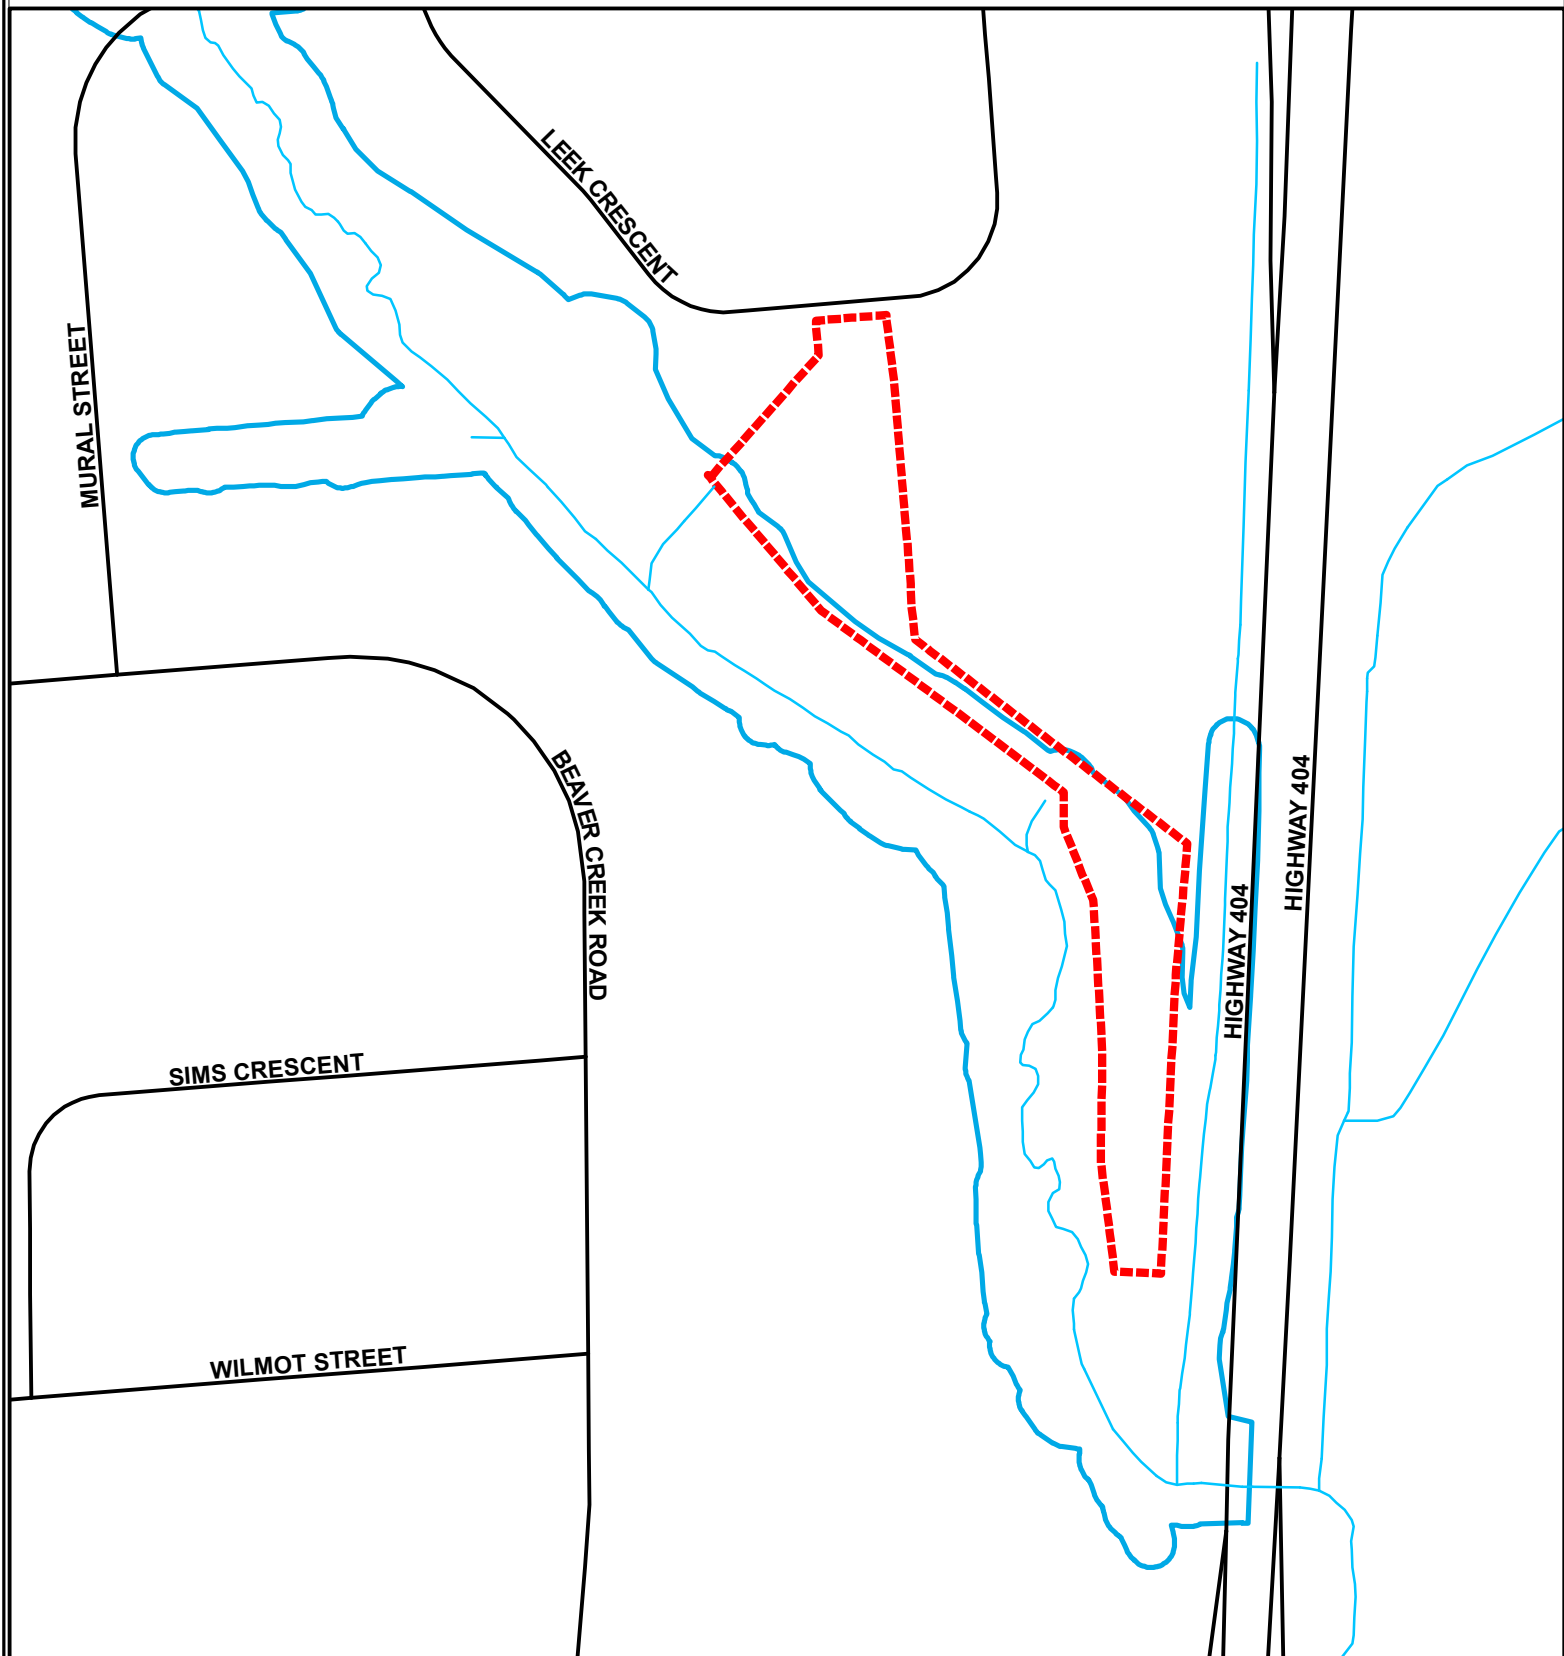 LEEK CRESCENT
MURAL STREET
BEAVER CREEK ROAD
HIGHWAY 404
HIGHWAY 404
SIMS CRESCENT
WILMOT STREET